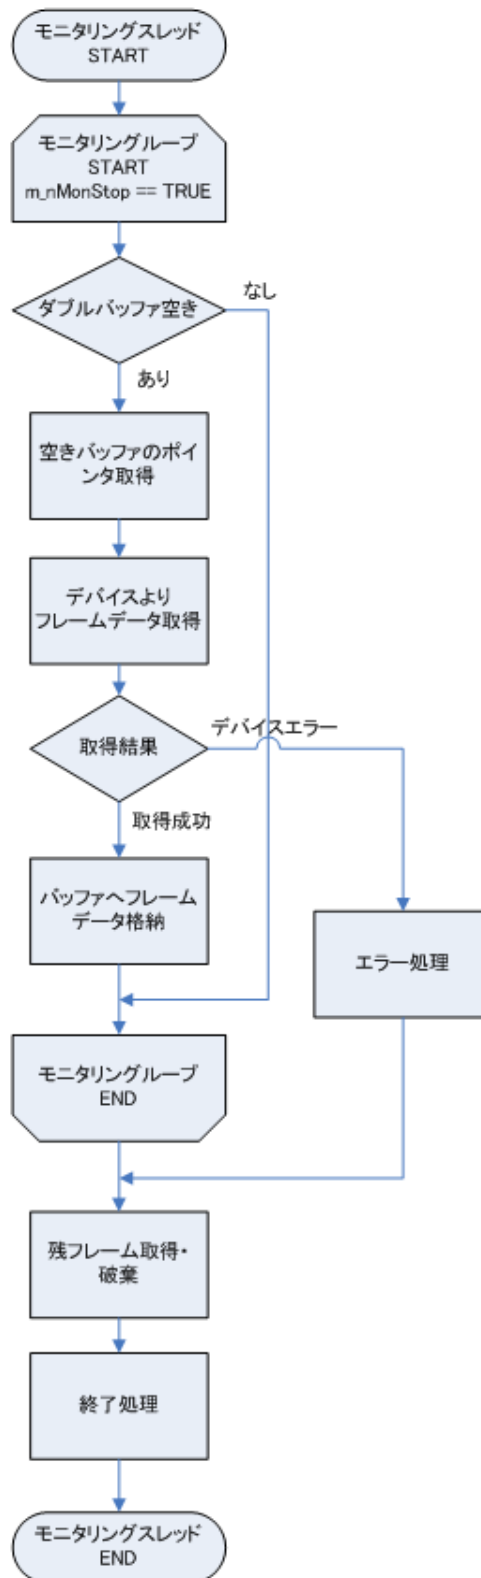 モニタリングスレッド
START
モニタリングループ
START
m_nMonStop == TRUE
ダブルバッファ空き
なし
あり
空きバッファのポイ
ンタ取得
デバイスより
フレームデータ取得
デバイスエラー
取得結果
取得成功
バッファへフレーム
データ格納
エラー処理
モニタリングループ
END
残フレーム取得・
破棄
終了処理
モニタリングスレッド
END